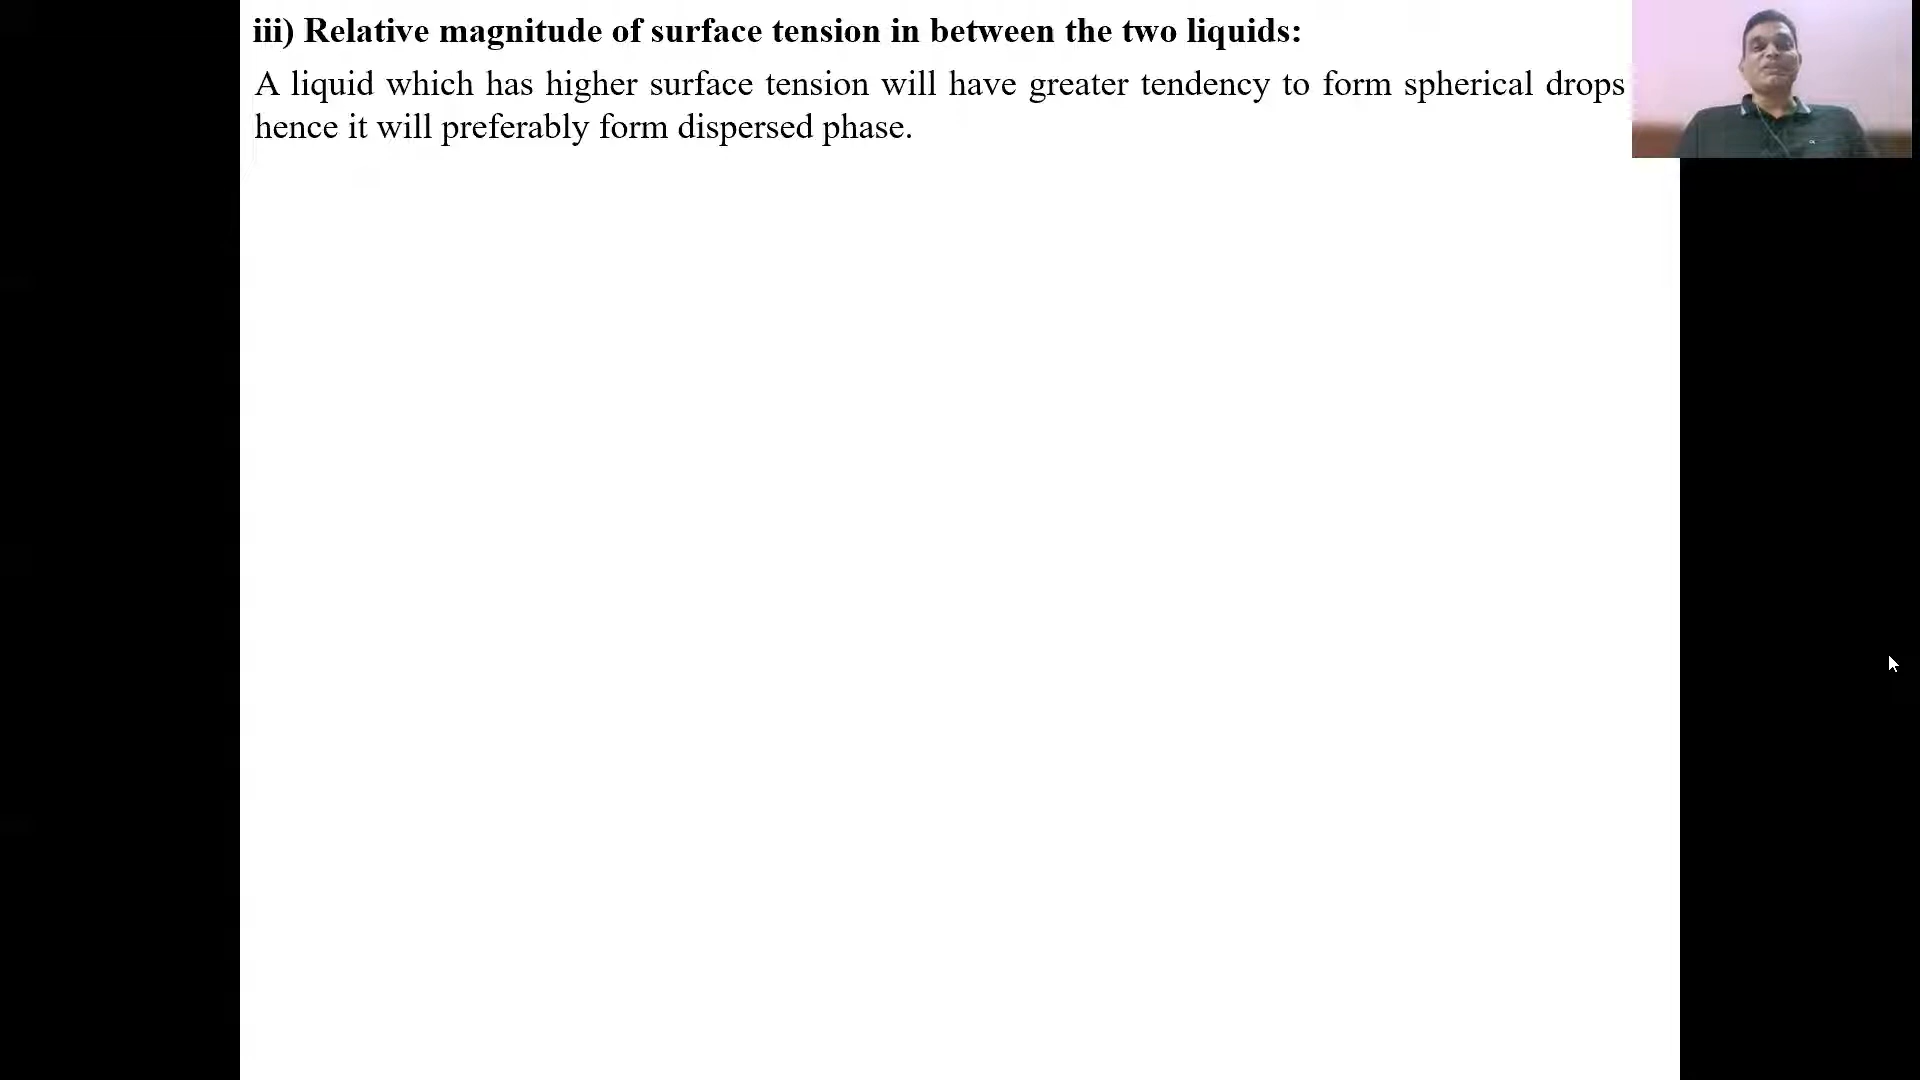 iii) Relative magnitude of surface tension in between the two liquids:
A liquid which has higher surface tension will have greater tendency to form spherical drops
hence it will preferably form dispersed phase.